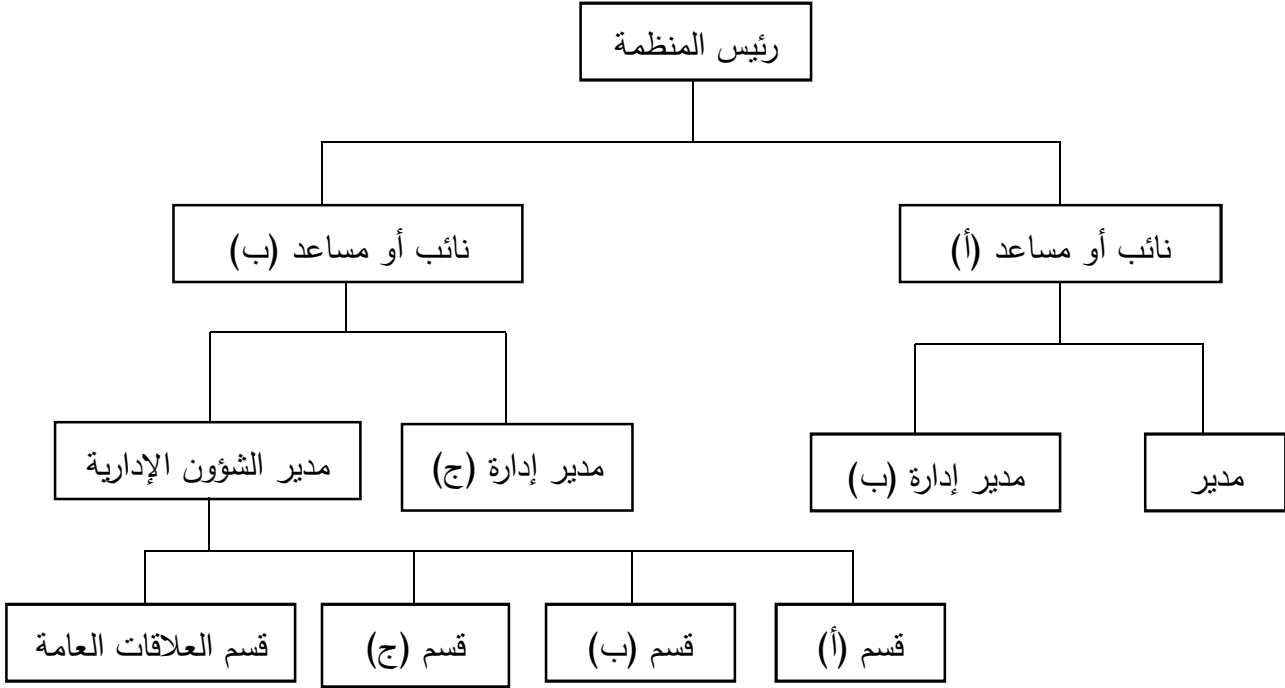 رئيس المنظمة
نائب أو مساعد (أ)
نائب أو مساعد (ب)
مدير
مدير إدارة (ب)
مدير إدارة (ج)
مدير الشؤون الإدارية
قسم (أ)
قسم (ب)
قسم (ج)
قسم العلاقات العامة